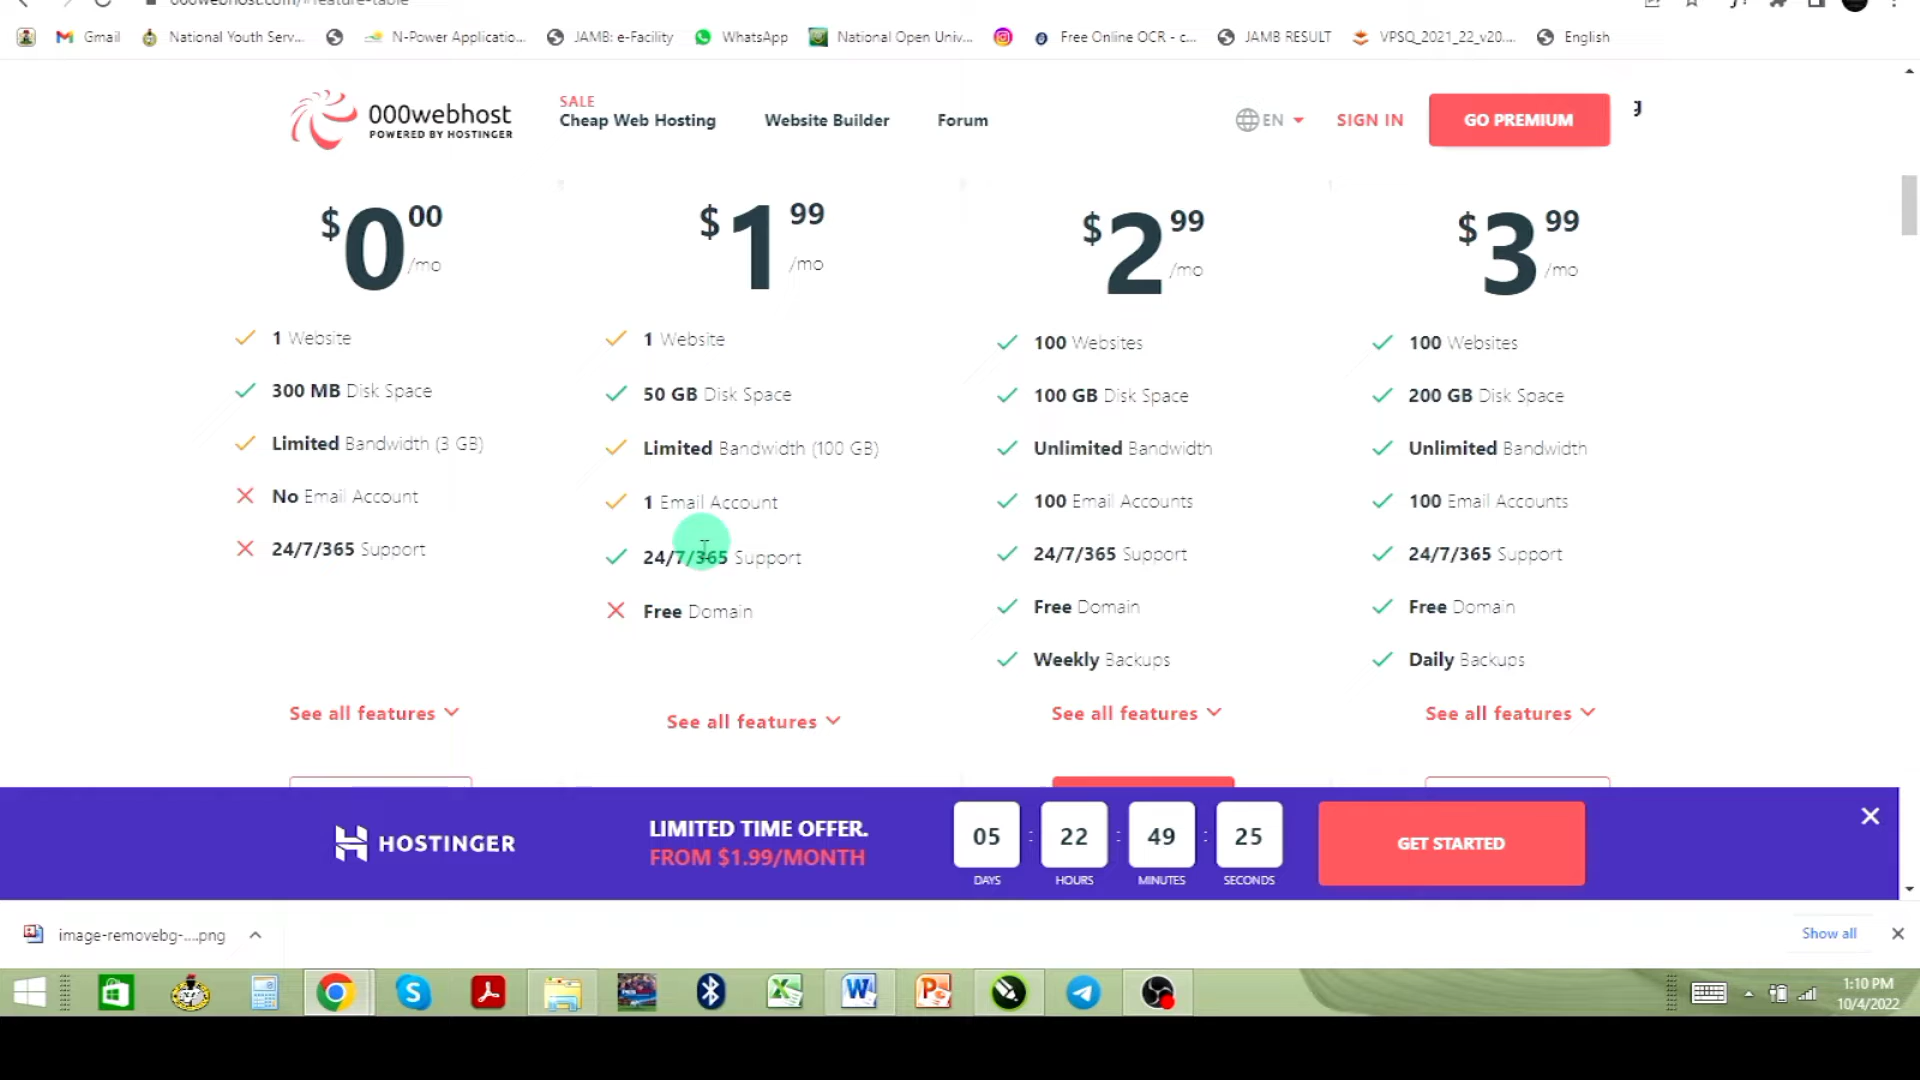 000webhost.com/#feature-table
Gmail
National Youth Serv...
N-Power Applicatio...
JAMB: e-Facility
WhatsApp
National Open Univ...
Free Online OCR - c...
JAMB RESULT
VPSQ_2021_22_v20....
English
000webhost
POWERED BY HOSTINGER
SALE
Cheap Web Hosting
Website Builder
Forum
EN
SIGN IN
GO PREMIUM
g
$0 00 /mo
1 Website
300 MB Disk Space
Limited Bandwidth (3 GB)
No Email Account
24/7/365 Support
See all features
$1 99 /mo
1 Website
50 GB Disk Space
Limited Bandwidth (100 GB)
1 Email Account
24/7/365 Support
Free Domain
See all features
$2 99 /mo
100 Websites
100 GB Disk Space
Unlimited Bandwidth
100 Email Accounts
24/7/365 Support
Free Domain
Weekly Backups
See all features
$3 99 /mo
100 Websites
200 GB Disk Space
Unlimited Bandwidth
100 Email Accounts
24/7/365 Support
Free Domain
Daily Backups
See all features
HOSTINGER
LIMITED TIME OFFER.
FROM $1.99/MONTH
05 : 22 : 49 : 25
DAYS HOURS MINUTES SECONDS
GET STARTED
image-removebg-....png
Show all
1:10 PM
10/4/2022